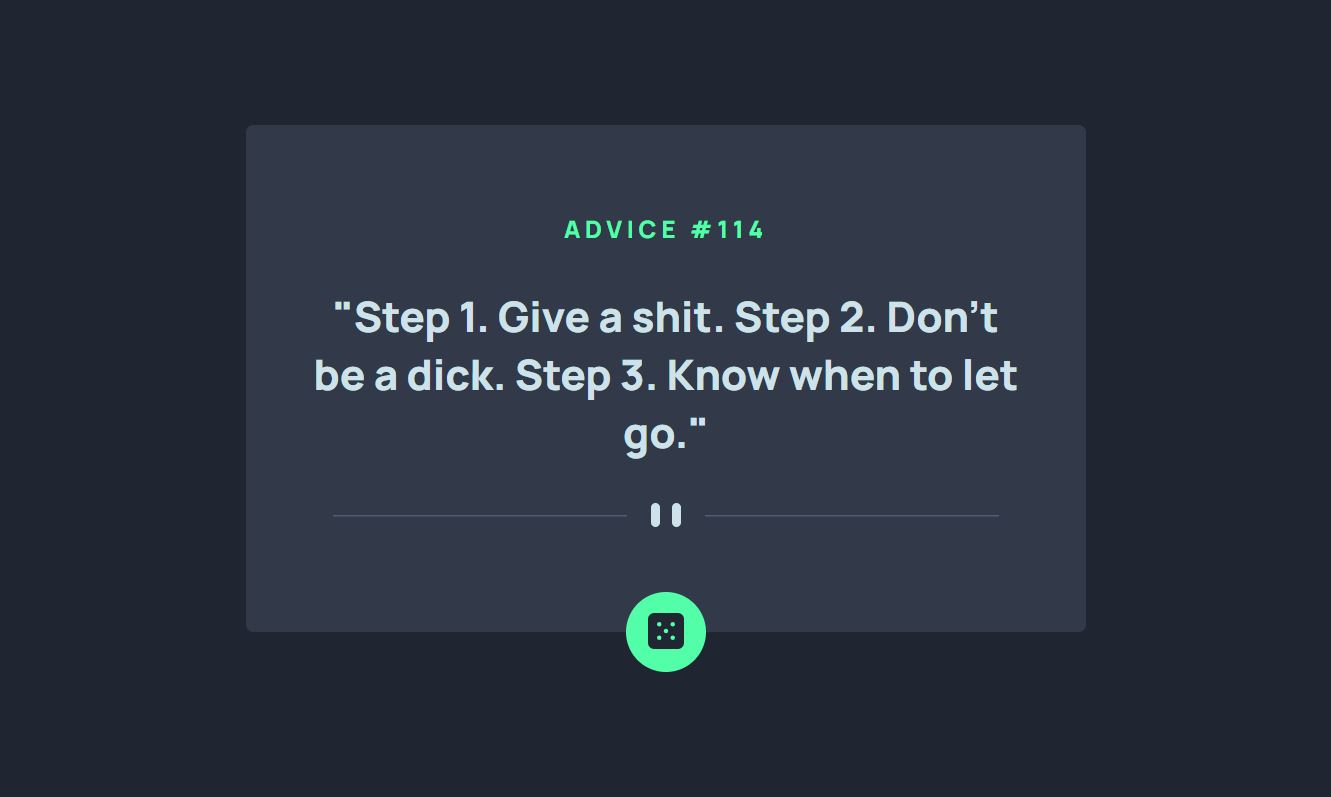 ADVICE #114
"Step 1. Give a shit. Step 2. Don’t
be a dick. Step 3. Know when to let
go."